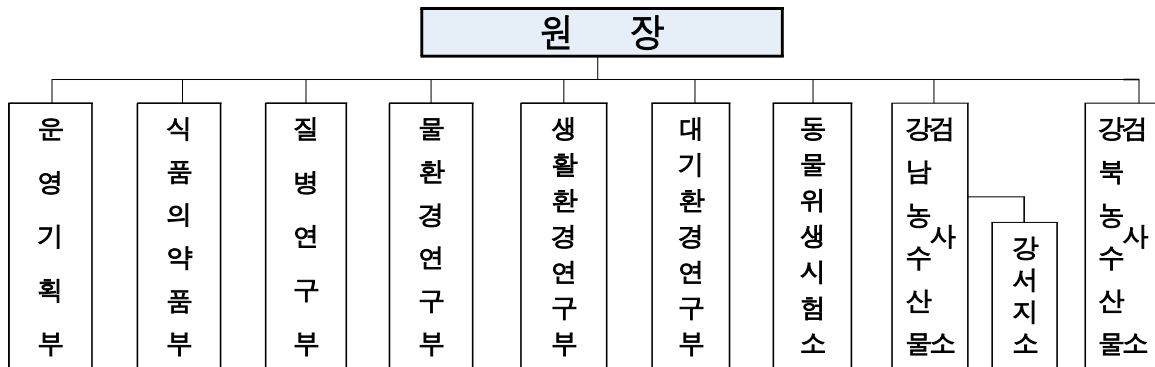 원 장
운영기획부
식품의약품부
질병연구부
물환경연구부
생활환경연구부
대기환경연구부
동물위생시험소
강남농수산물
검사소
강서지소
강북농수산물
검사소